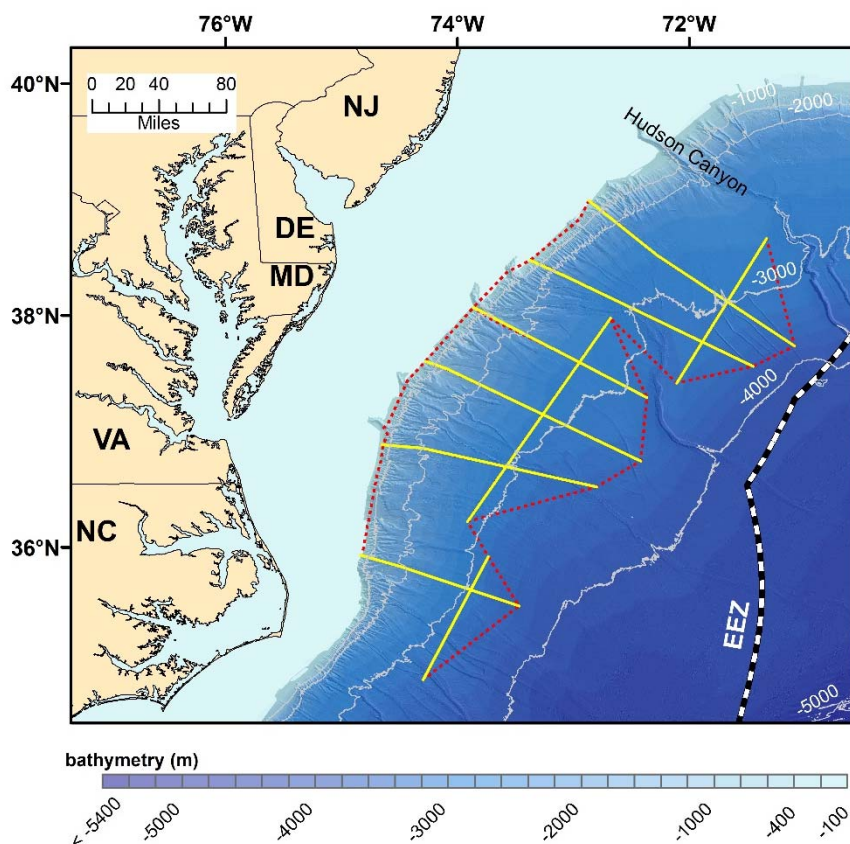 76°W 74°W 72°W
40°N
38°N
36°N
0 20 40 80
Miles
NJ
DE
MD
VA
NC
Hudson Canyon
-1000
-2000
-3000
-4000
-5000
EEZ
bathymetry (m)
< -5400 -5000 -4000 -3000 -2000 -1000 -400 -100